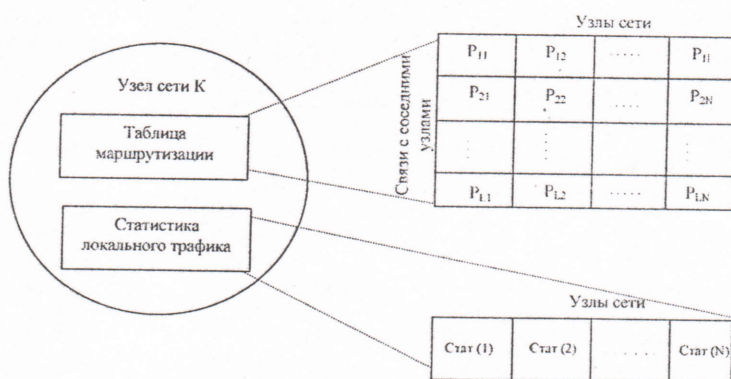 Узлы сети
Узел сети К
Таблица
маршрутизации
Статистика
локального трафика
Связи с соседними
узлами
P11 P12 ..... P1I
P21 P22 ..... P2N
PL1 PL2 ..... PLN
Узлы сети
Стат (1) Стат (2) ..... Стат (N)